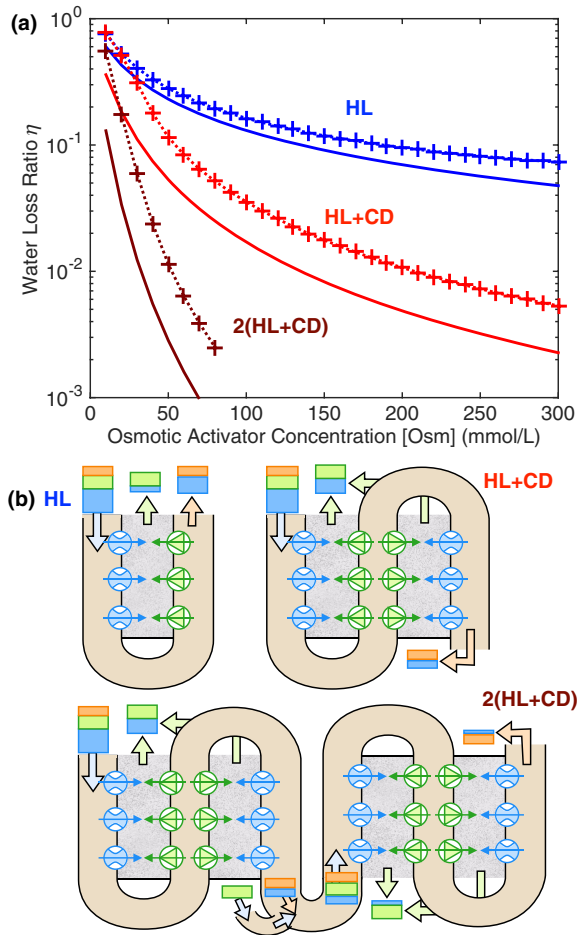 (a)
Water Loss Ratio η
10^0
10^-1
10^-2
10^-3
HL
HL+CD
2(HL+CD)
0 50 100 150 200 250 300
Osmotic Activator Concentration [Osm] (mmol/L)
(b) HL
HL+CD
2(HL+CD)